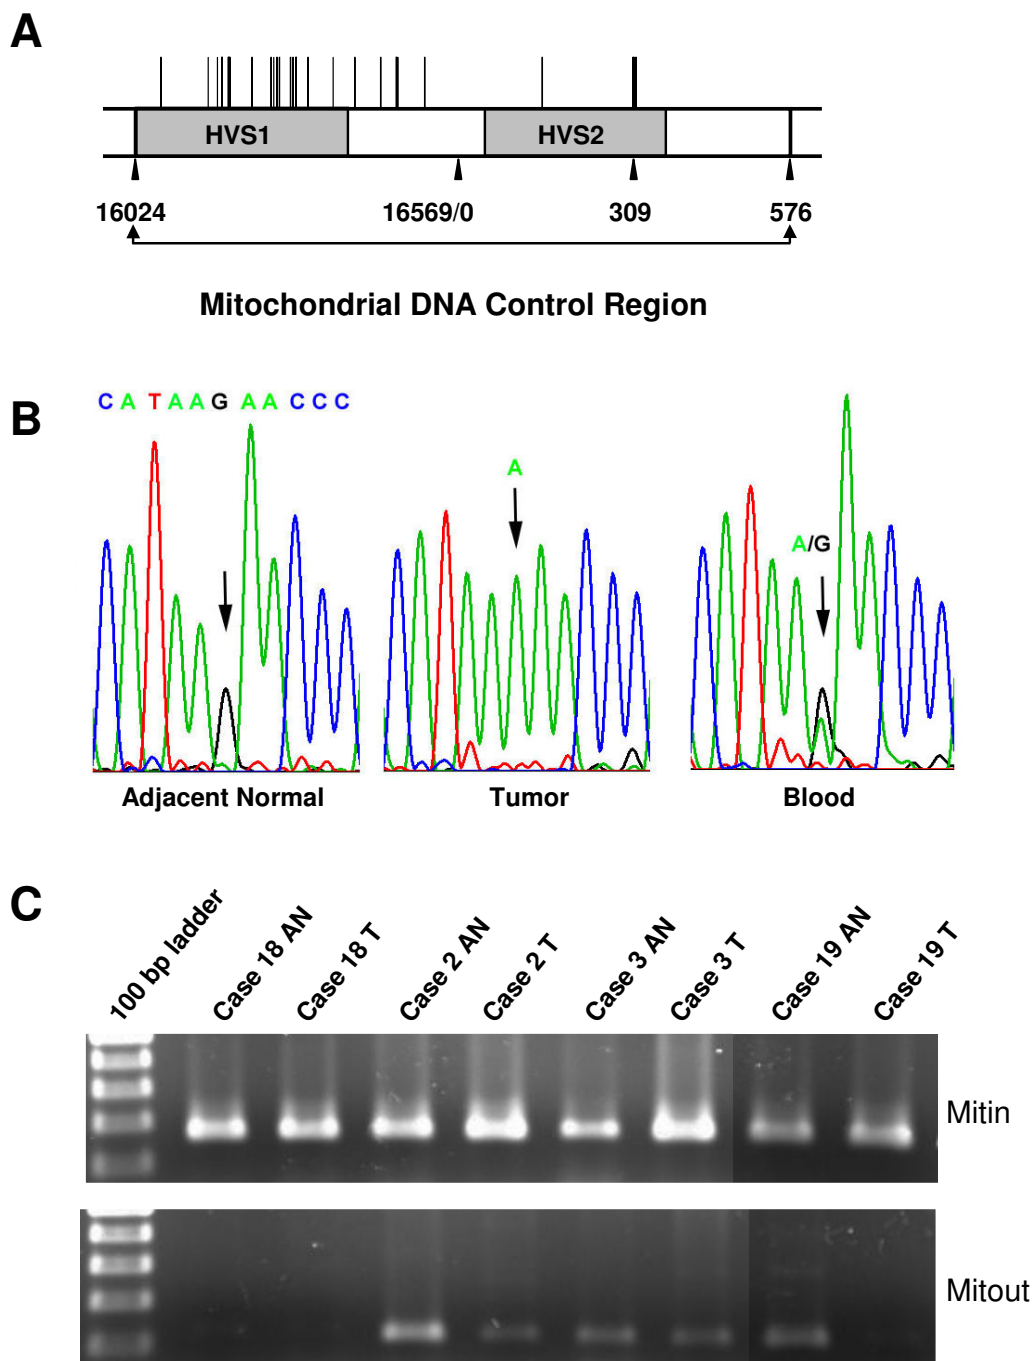 A
HVS1
HVS2
16024
16569/0
309
576
Mitochondrial DNA Control Region
B
C A T A A G A A C C C
A
A/G
Adjacent Normal
Tumor
Blood
C
100 bp ladder
Case 18 AN
Case 18 T
Case 2 AN
Case 2 T
Case 3 AN
Case 3 T
Case 19 AN
Case 19 T
Mitin
Mitout